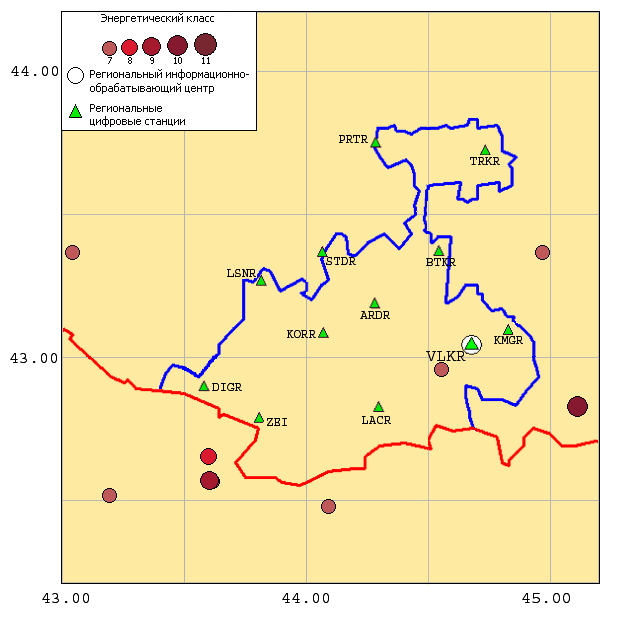 Энергетический класс
7 8 9 10 11
Региональный информационно-
обрабатывающий центр
Региональные
цифровые станции
44.00
PRTR
TRKR
STDR
BTKR
LSNR
ARDR
KORR
KMGR
VLKR
43.00
DIGR
ZEI
LACR
43.00 44.00 45.00